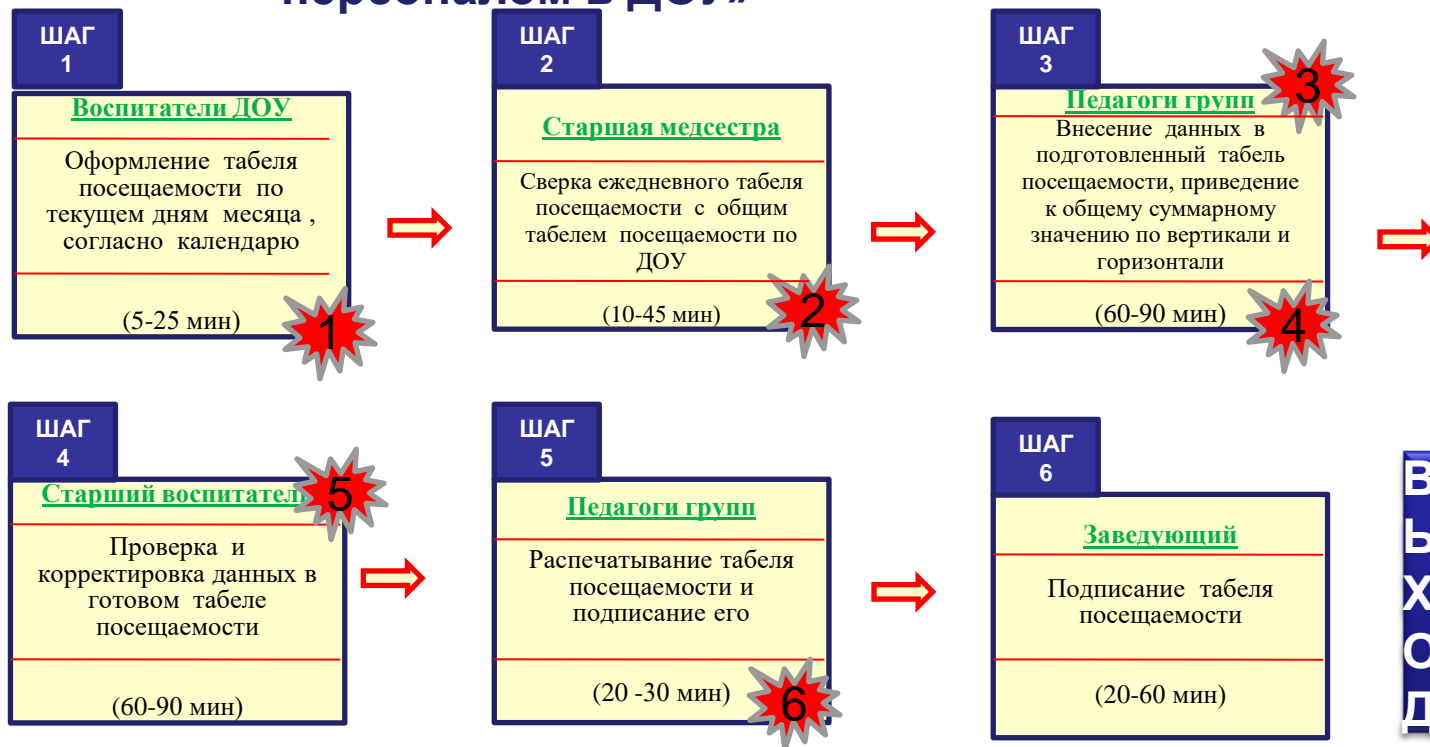 персоналом в ДОУ»
ШАГ
1
Воспитатели ДОУ
Оформление табеля
посещаемости по
текущем дням месяца ,
согласно календарю
(5-25 мин)
1
ШАГ
2
Старшая медсестра
Сверка ежедневного табеля
посещаемости с общим
табелем посещаемости по
ДОУ
(10-45 мин)
2
ШАГ
3
3
Педагоги групп
Внесение данных в
подготовленный табель
посещаемости, приведение
к общему суммарному
значению по вертикали и
горизонтали
(60-90 мин)
4
ШАГ
4
5
Старший воспитатель
Проверка и
корректировка данных в
готовом табеле
посещаемости
(60-90 мин)
ШАГ
5
Педагоги групп
Распечатывание табеля
посещаемости и
подписание его
(20 -30 мин)
6
ШАГ
6
Заведующий
Подписание табеля
посещаемости
(20-60 мин)
В
Ы
Х
О
Д